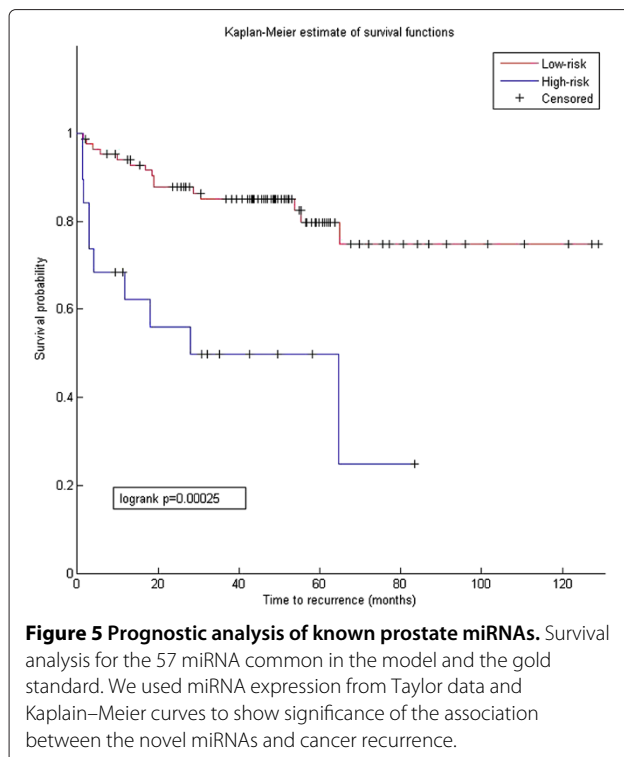 Kaplan-Meier estimate of survival functions
Low-risk
High-risk
Censored
1
0.8
0.6
0.4
0.2
0
Survival probability
logrank p=0.00025
0 20 40 60 80 100 120
Time to recurrence (months)
Figure 5 Prognostic analysis of known prostate miRNAs. Survival
analysis for the 57 miRNA common in the model and the gold
standard. We used miRNA expression from Taylor data and
Kaplain–Meier curves to show significance of the association
between the novel miRNAs and cancer recurrence.